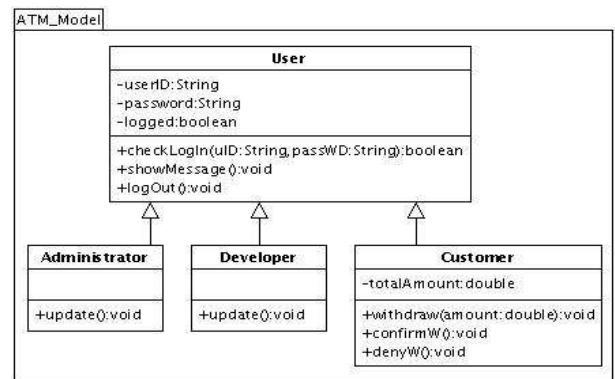 ATM_Model
User
-userID:String
-password:String
-logged:boolean
+checkLogIn(uID:String,passWD:String):boolean
+showMessage():void
+logOut():void
Administrator
+update():void
Developer
+update():void
Customer
-totalAmount:double
+withdraw(amount:double):void
+confirmW():void
+denyW():void